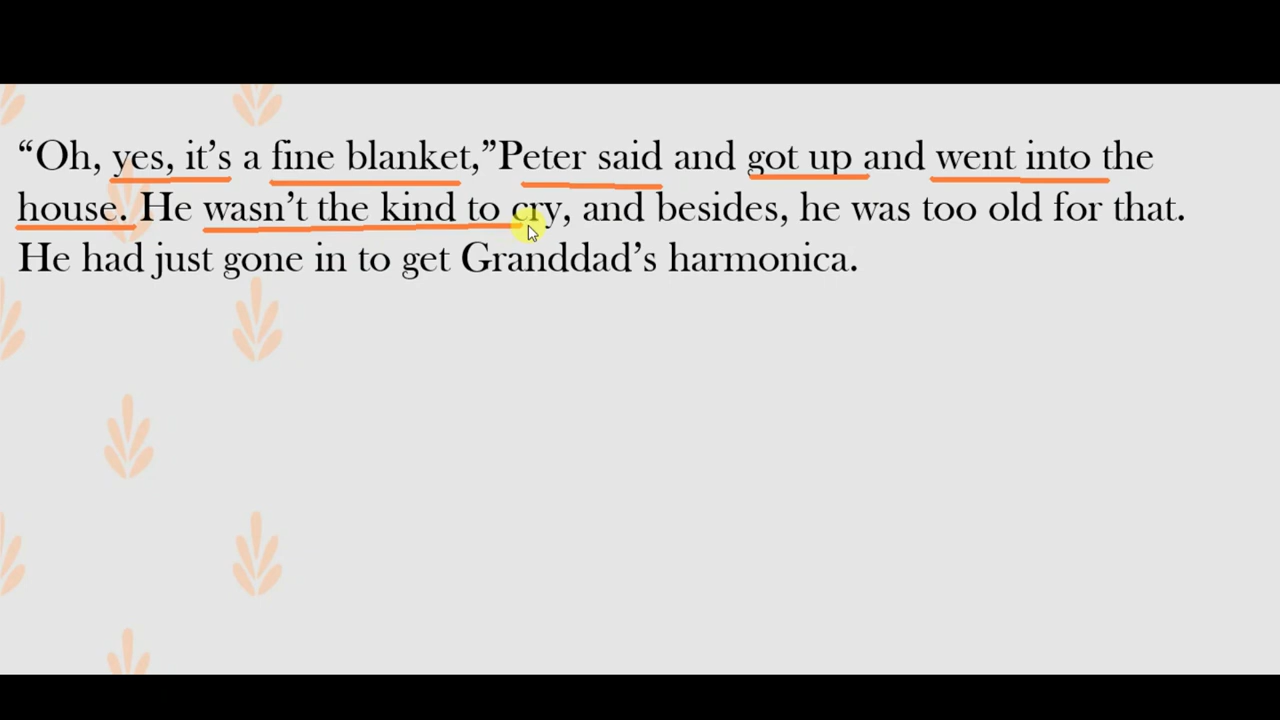 “Oh, yes, it’s a fine blanket,”Peter said and got up and went into the
house. He wasn’t the kind to cry, and besides, he was too old for that.
He had just gone in to get Granddad’s harmonica.